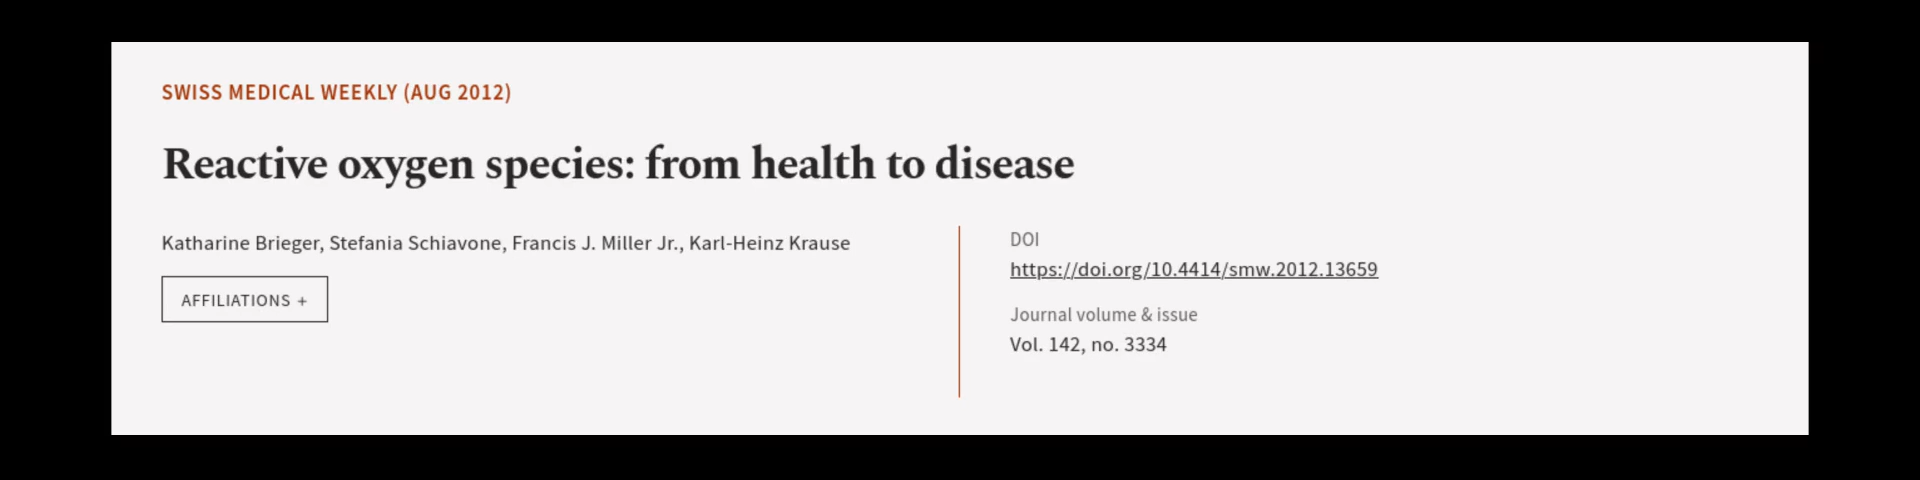 SWISS MEDICAL WEEKLY (AUG 2012)
Reactive oxygen species: from health to disease
Katharine Brieger, Stefania Schiavone, Francis J. Miller Jr., Karl-Heinz Krause
AFFILIATIONS +
DOI
https://doi.org/10.4414/smw.2012.13659
Journal volume & issue
Vol. 142, no. 3334